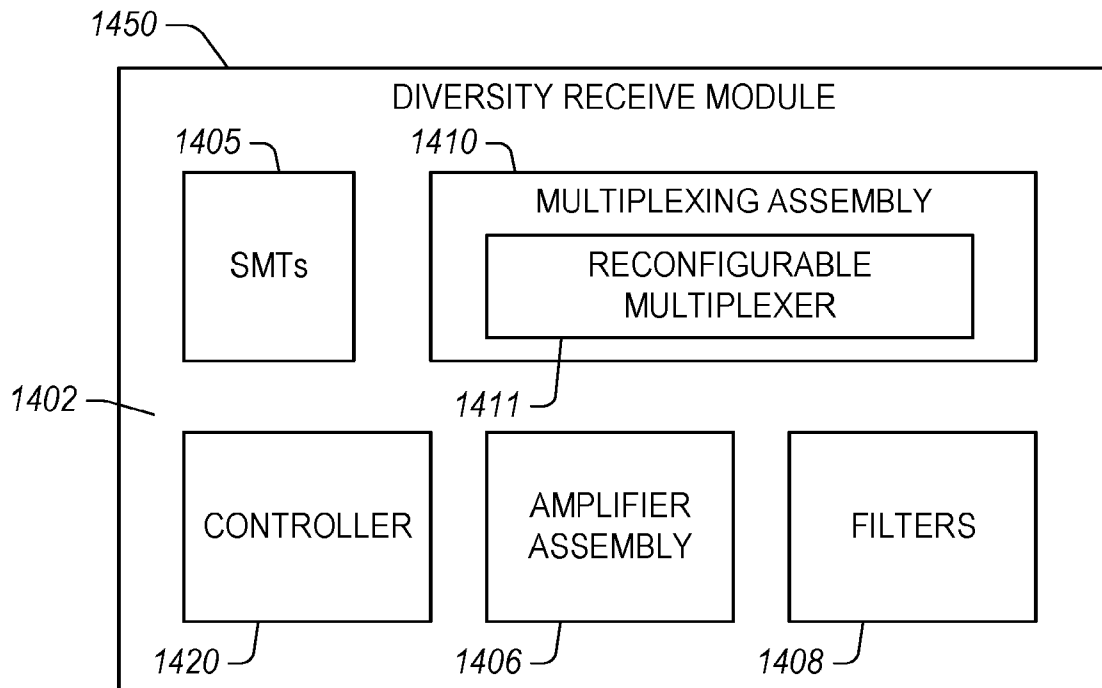 1450
DIVERSITY RECEIVE MODULE
1405
1410
SMTs
MULTIPLEXING ASSEMBLY
RECONFIGURABLE
MULTIPLEXER
1402
1411
CONTROLLER
AMPLIFIER
ASSEMBLY
FILTERS
1420
1406
1408